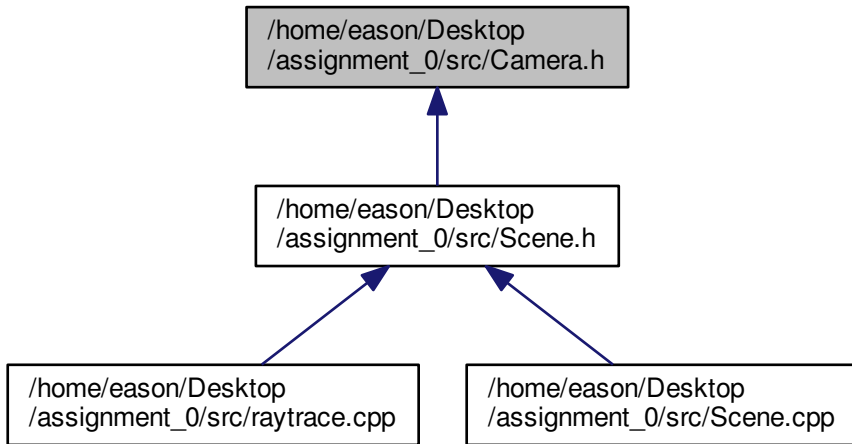 /home/eason/Desktop
/assignment_0/src/Camera.h
/home/eason/Desktop
/assignment_0/src/Scene.h
/home/eason/Desktop
/assignment_0/src/raytrace.cpp
/home/eason/Desktop
/assignment_0/src/Scene.cpp